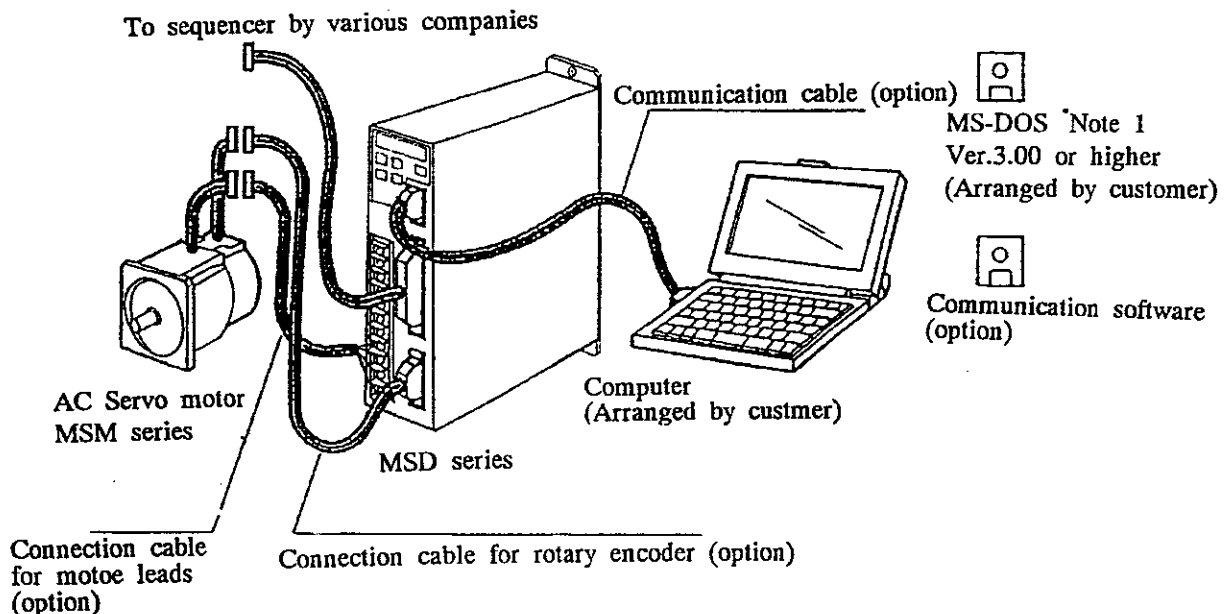 To sequencer by various companies
Communication cable (option)
MS-DOS *Note 1
Ver.3.00 or higher
(Arranged by customer)
Communication software
(option)
Computer
(Arranged by custmer)
AC Servo motor
MSM series
MSD series
Connection cable
for motoe leads
(option)
Connection cable for rotary encoder (option)